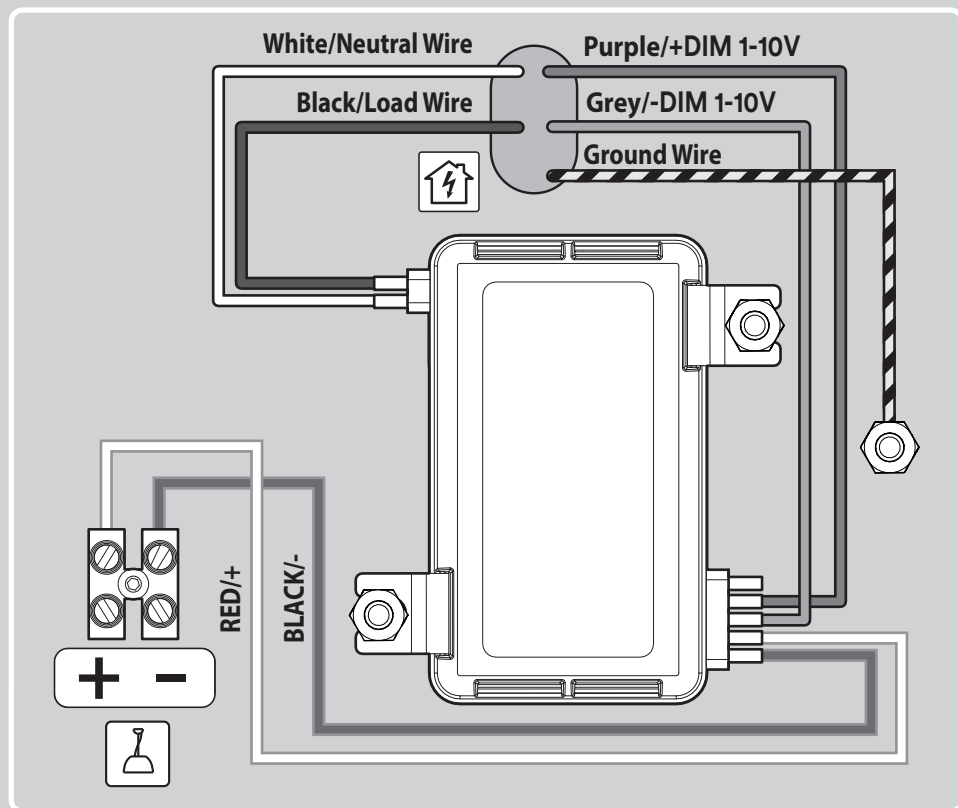 White/Neutral Wire
Purple/+DIM 1-10V
Black/Load Wire
Grey/-DIM 1-10V
Ground Wire
RED/+
BLACK/-
+ -